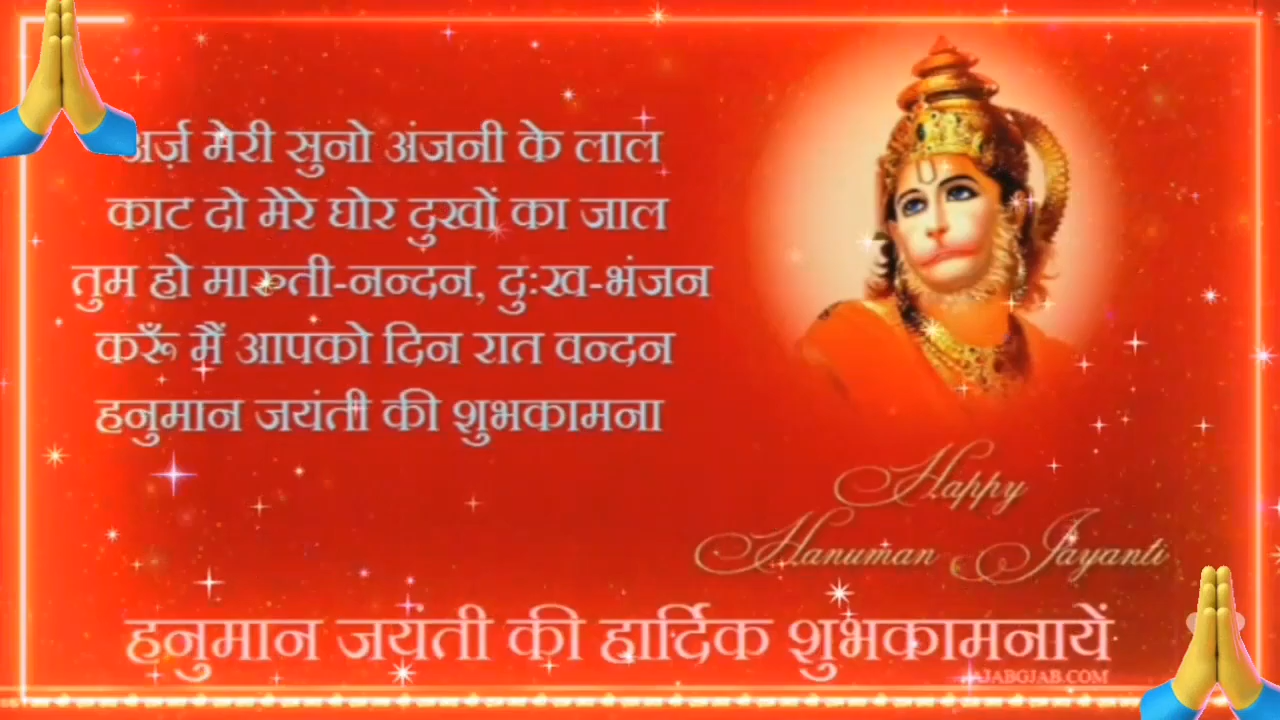 अर्ज़ मेरी सुनो अंजनी के लाल
काट दो मेरे घोर दुखों का जाल
तुम हो मारुती-नन्दन, दुःख-भंजन
करूँ मैं आपको दिन रात वन्दन
हनुमान जयंती की शुभकामना
Happy
Hanuman Jayanti
हनुमान जयंती की हार्दिक शुभकामनायें
AJABGJAB.COM